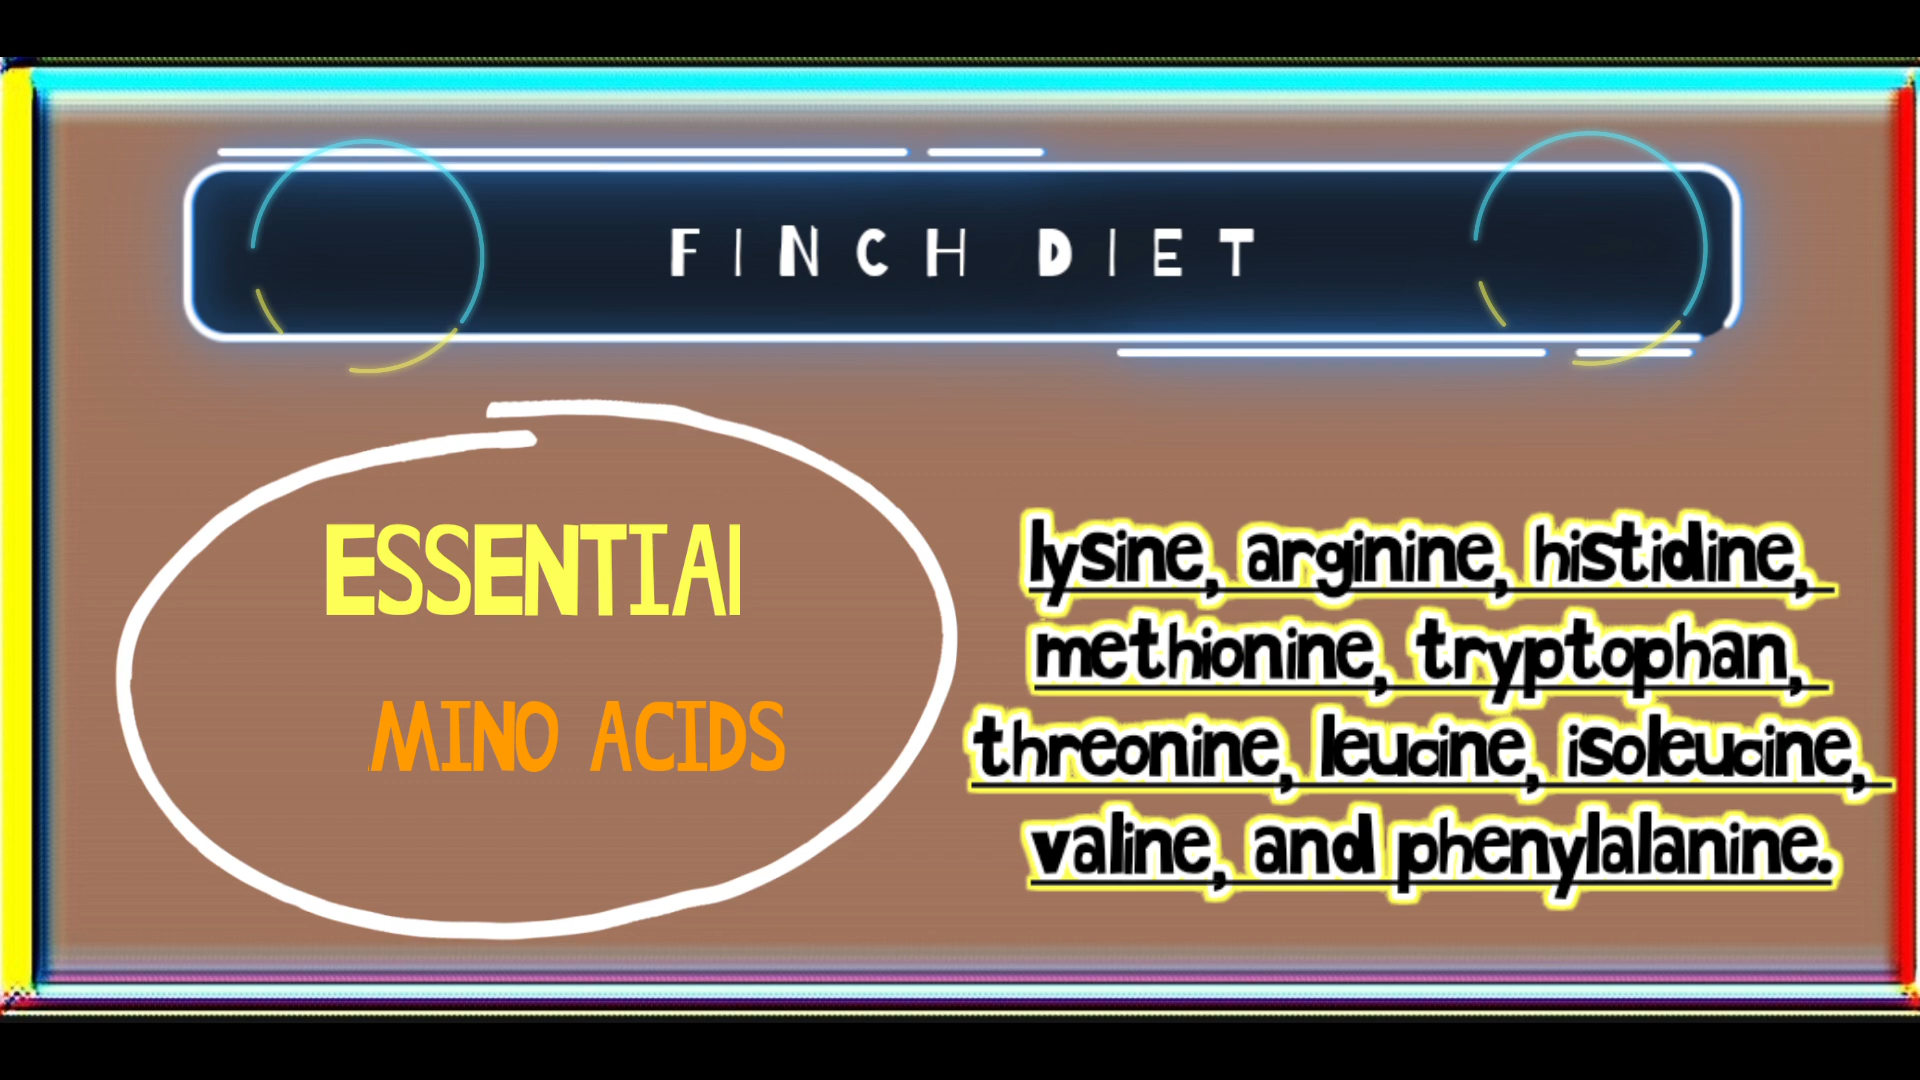 FINCH DIET
ESSENTIAl
MINO ACIDS
lysine, arginine, histidine,
methionine, tryptophan,
threonine, leucine, isoleucine,
valine, and phenylalanine.